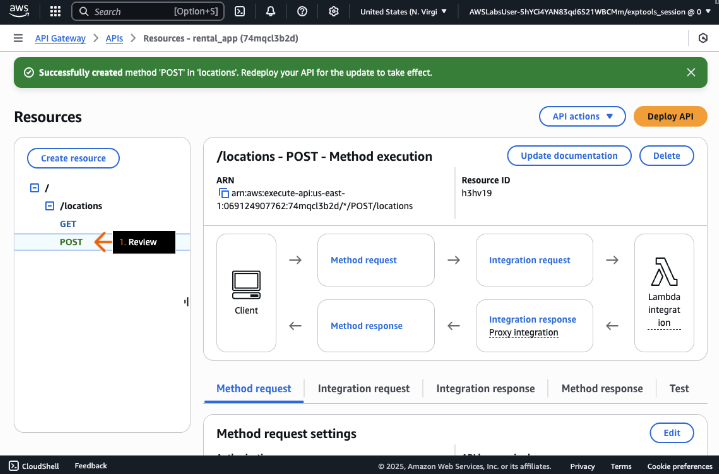 aws
Search [Option+S]
United States (N. Virgi ▼
AWSLabsUser-5hYCi4YAN83qd6S21WBCMm/exptools_session @ 0 ▼
API Gateway > APIs > Resources - rental_app (74mqcl3b2d)
Successfully created method 'POST' in 'locations'. Redeploy your API for the update to take effect.
Resources
API actions ▼
Deploy API
Create resource
/
/locations
GET
POST
1. Review
/locations - POST - Method execution
Update documentation
Delete
ARN
arn:aws:execute-api:us-east-
1:069124907762:74mqcl3b2d/*/POST/locations
Resource ID
h3hv19
Client
Method request
Integration request
Lambda
integrat
ion
Method response
Integration response
Proxy integration
Method request
Integration request
Integration response
Method response
Test
Method request settings
Edit
CloudShell
Feedback
© 2025, Amazon Web Services, Inc. or its affiliates.
Privacy
Terms
Cookie preferences